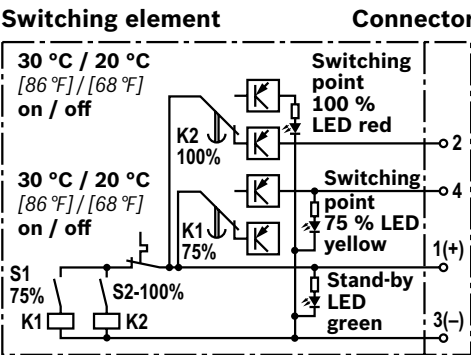 Switching element
Connector
30 °C / 20 °C
[86 °F] / [68 °F]
on / off
Switching
point
100 %
LED red
K2
100%
2
30 °C / 20 °C
[86 °F] / [68 °F]
on / off
Switching
point
75 % LED
yellow
4
K1
75%
1(+)
S1
75%
S2-100%
Stand-by
LED
green
K1
K2
3(–)